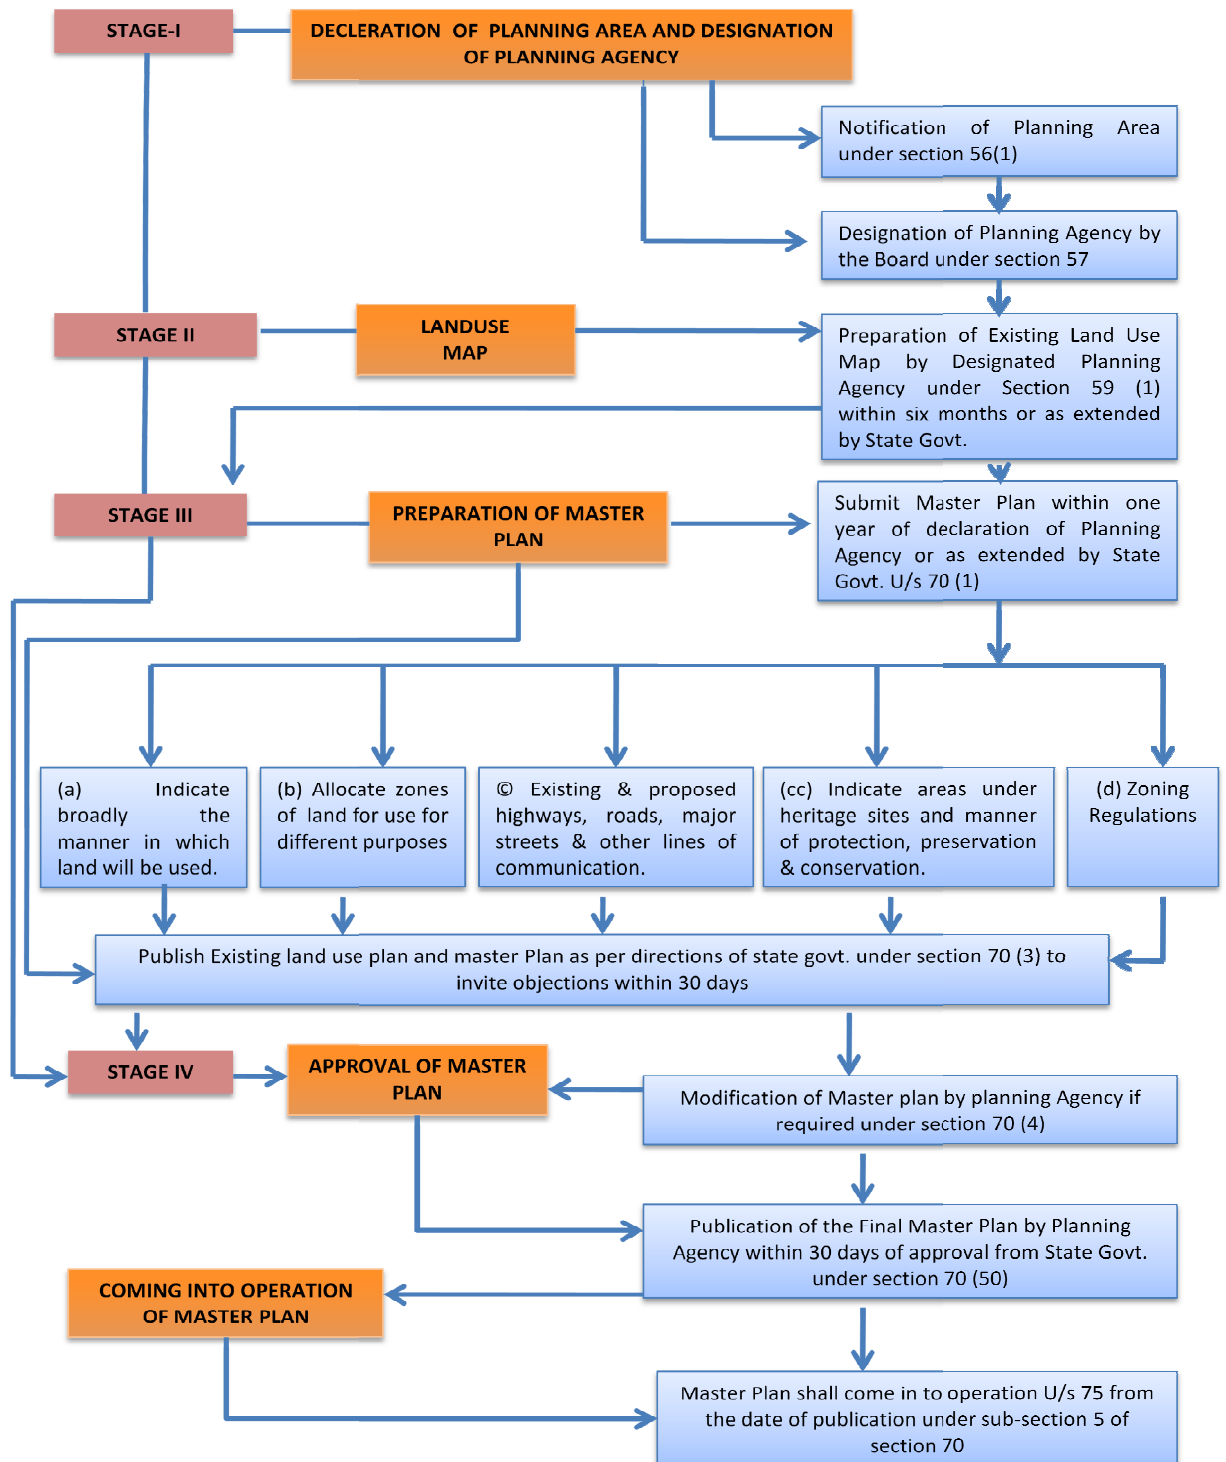 STAGE-I
DECLERATION OF PLANNING AREA AND DESIGNATION
OF PLANNING AGENCY
Notification of Planning Area
under section 56(1)
Designation of Planning Agency by
the Board under section 57
STAGE II
LANDUSE
MAP
Preparation of Existing Land Use
Map by Designated Planning
Agency under Section 59 (1)
within six months or as extended
by State Govt.
STAGE III
PREPARATION OF MASTER
PLAN
Submit Master Plan within one
year of declaration of Planning
Agency or as extended by State
Govt. U/s 70 (1)
(a) Indicate
broadly the
manner in which
land will be used.
(b) Allocate zones
of land for use for
different purposes
© Existing & proposed
highways, roads, major
streets & other lines of
communication.
(cc) Indicate areas under
heritage sites and manner
of protection, preservation
& conservation.
(d) Zoning
Regulations
Publish Existing land use plan and master Plan as per directions of state govt. under section 70 (3) to
invite objections within 30 days
STAGE IV
APPROVAL OF MASTER
PLAN
Modification of Master plan by planning Agency if
required under section 70 (4)
Publication of the Final Master Plan by Planning
Agency within 30 days of approval from State Govt.
under section 70 (50)
COMING INTO OPERATION
OF MASTER PLAN
Master Plan shall come in to operation U/s 75 from
the date of publication under sub-section 5 of
section 70